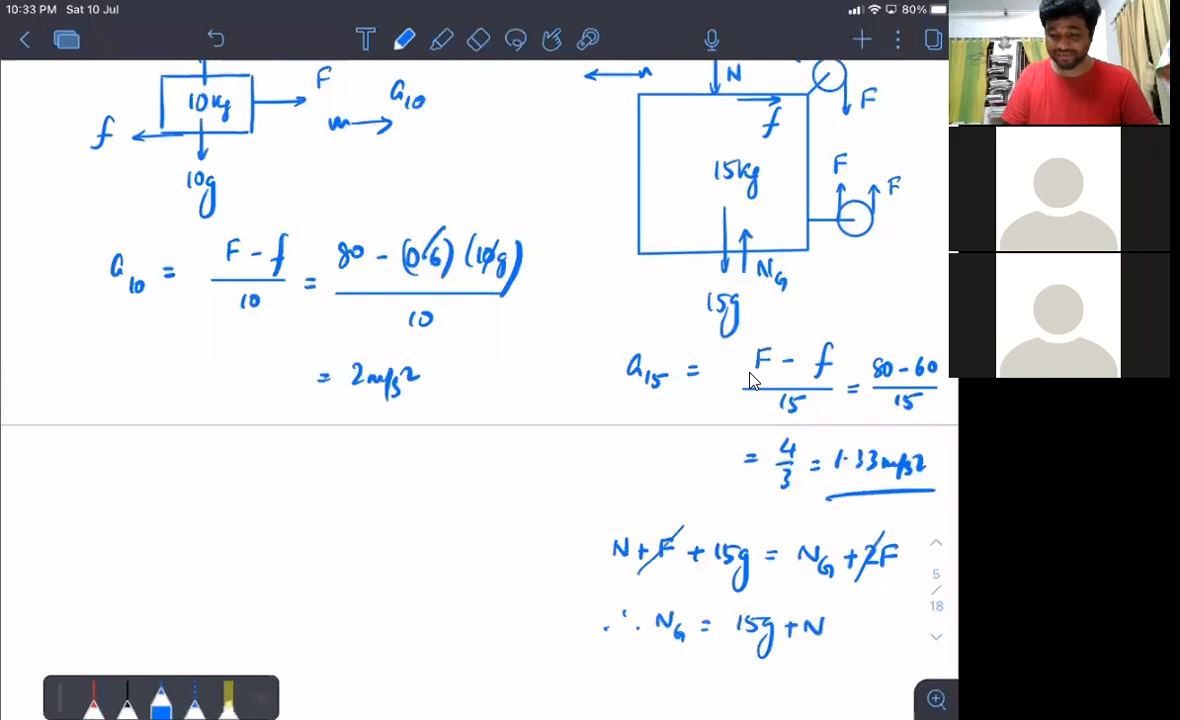 10:33 PM Sat 10 Jul
80%
T
F
10kg
a10
f
10g
N
f
F
15kg
F
F
NG
15g
a10 = F - f / 10 = 80 - (0.6) (10g) / 10
= 2 m/s2
a15 = F - f / 15 = 80 - 60 / 15
= 4/3 = 1.33 m/s2
N + F + 15g = NG + 2F
∴ NG = 15g + N
5
/
18